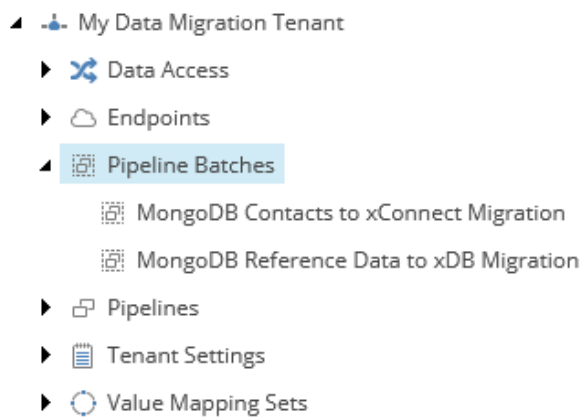 My Data Migration Tenant
Data Access
Endpoints
Pipeline Batches
MongoDB Contacts to xConnect Migration
MongoDB Reference Data to xDB Migration
Pipelines
Tenant Settings
Value Mapping Sets